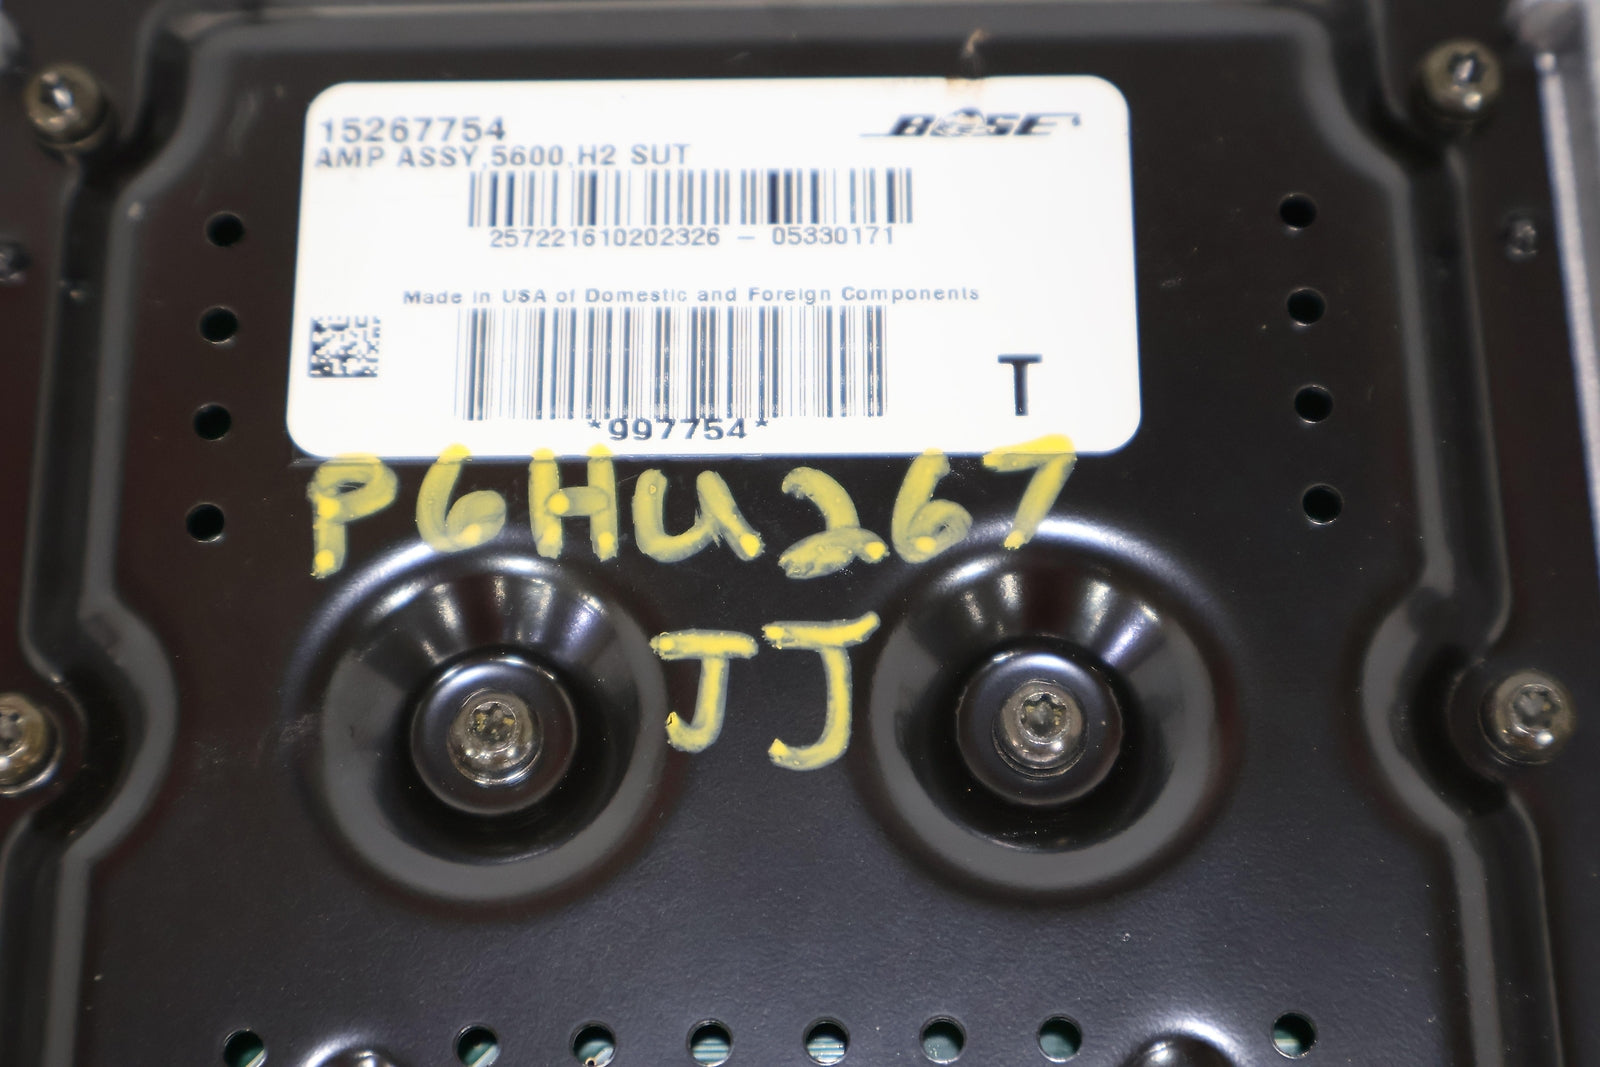 15267754
BOSE
AMP ASSY,5600,H2 SUT
257221610202326 - 05330171
Made in USA of Domestic and Foreign Components
T
*997754*
P6HU267
JJ